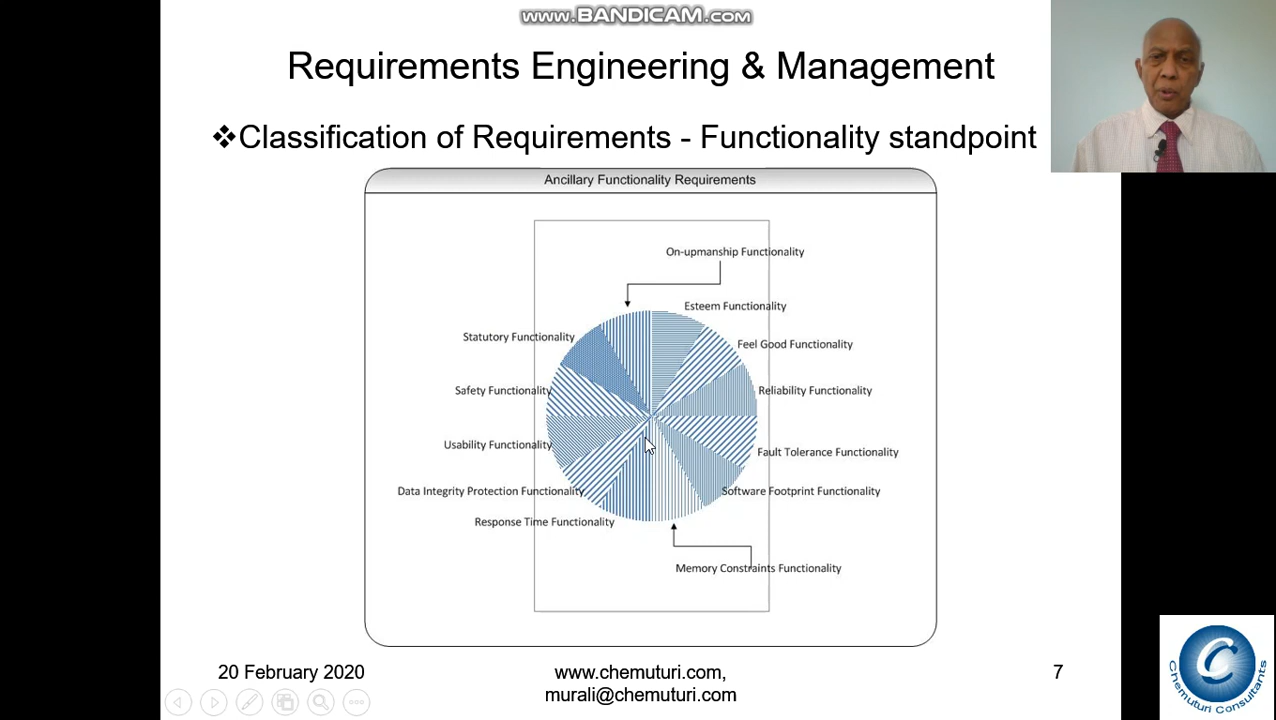 www.BANDICAM.com
Requirements Engineering & Management
❖Classification of Requirements - Functionality standpoint
Ancillary Functionality Requirements
On-upmanship Functionality
Esteem Functionality
Statutory Functionality
Feel Good Functionality
Safety Functionality
Reliability Functionality
Usability Functionality
Fault Tolerance Functionality
Data Integrity Protection Functionality
Software Footprint Functionality
Response Time Functionality
Memory Constraints Functionality
20 February 2020
www.chemuturi.com,
murali@chemuturi.com
7
C
Chemuturi Consultants